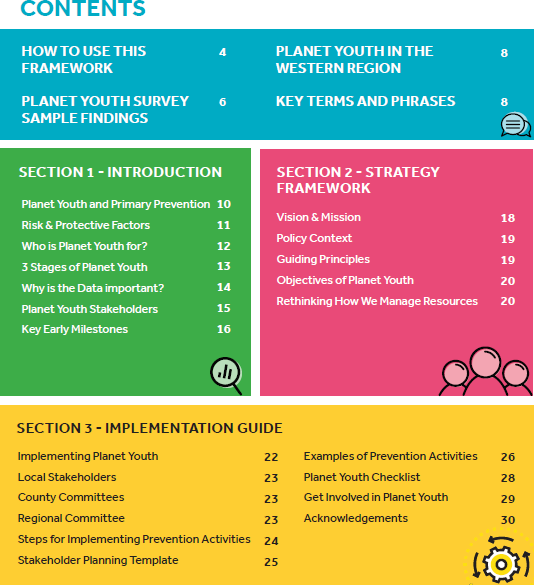 CONTENTS
HOW TO USE THIS FRAMEWORK 4
PLANET YOUTH SURVEY SAMPLE FINDINGS 6
PLANET YOUTH IN THE WESTERN REGION 8
KEY TERMS AND PHRASES 8
SECTION 1 - INTRODUCTION
Planet Youth and Primary Prevention 10
Risk & Protective Factors 11
Who is Planet Youth for? 12
3 Stages of Planet Youth 13
Why is the Data important? 14
Planet Youth Stakeholders 15
Key Early Milestones 16
SECTION 2 - STRATEGY
FRAMEWORK
Vision & Mission 18
Policy Context 19
Guiding Principles 19
Objectives of Planet Youth 20
Rethinking How We Manage Resources 20
SECTION 3 - IMPLEMENTATION GUIDE
Implementing Planet Youth 22
Local Stakeholders 23
County Committees 23
Regional Committee 23
Steps for Implementing Prevention Activities 24
Stakeholder Planning Template 25
Examples of Prevention Activities 26
Planet Youth Checklist 28
Get Involved in Planet Youth 29
Acknowledgements 30